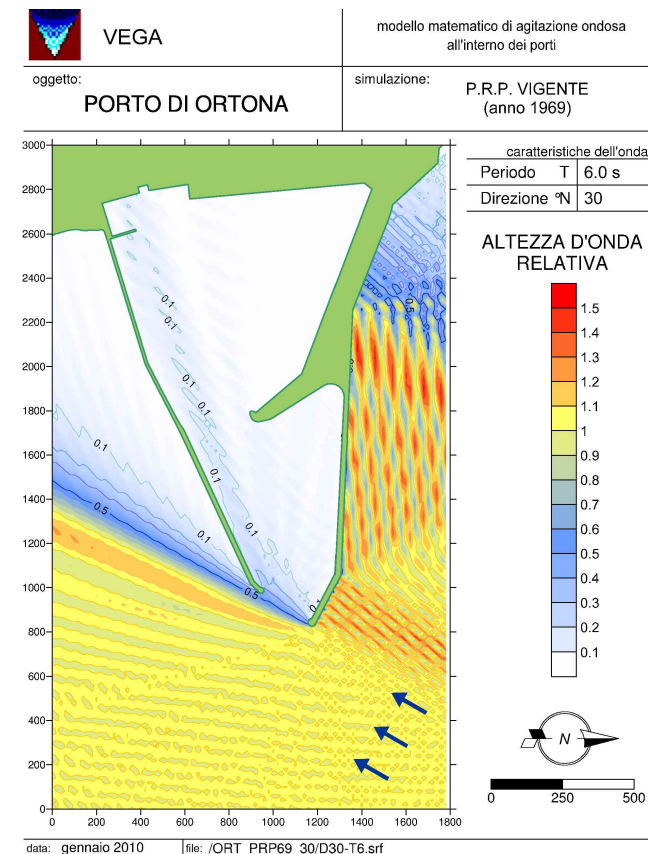 VEGA
modello matematico di agitazione ondosa
all'interno dei porti
oggetto:
PORTO DI ORTONA
simulazione:
P.R.P. VIGENTE
(anno 1969)
caratteristiche dell'onda
Periodo T 6.0 s
Direzione °N 30
ALTEZZA D'ONDA
RELATIVA
1.5
1.4
1.3
1.2
1.1
1
0.9
0.8
0.7
0.6
0.5
0.4
0.3
0.2
0.1
N
0 250 500
3000
2800
2600
2400
2200
2000
1800
1600
1400
1200
1000
800
600
400
200
0
0 200 400 600 800 1000 1200 1400 1600 1800
0.1
0.1
0.5
0.1
0.1
0.1
0.1
0.5
0.1
0.1
0.5
0.1
data: gennaio 2010
file: /ORT_PRP69_30/D30-T6.srf